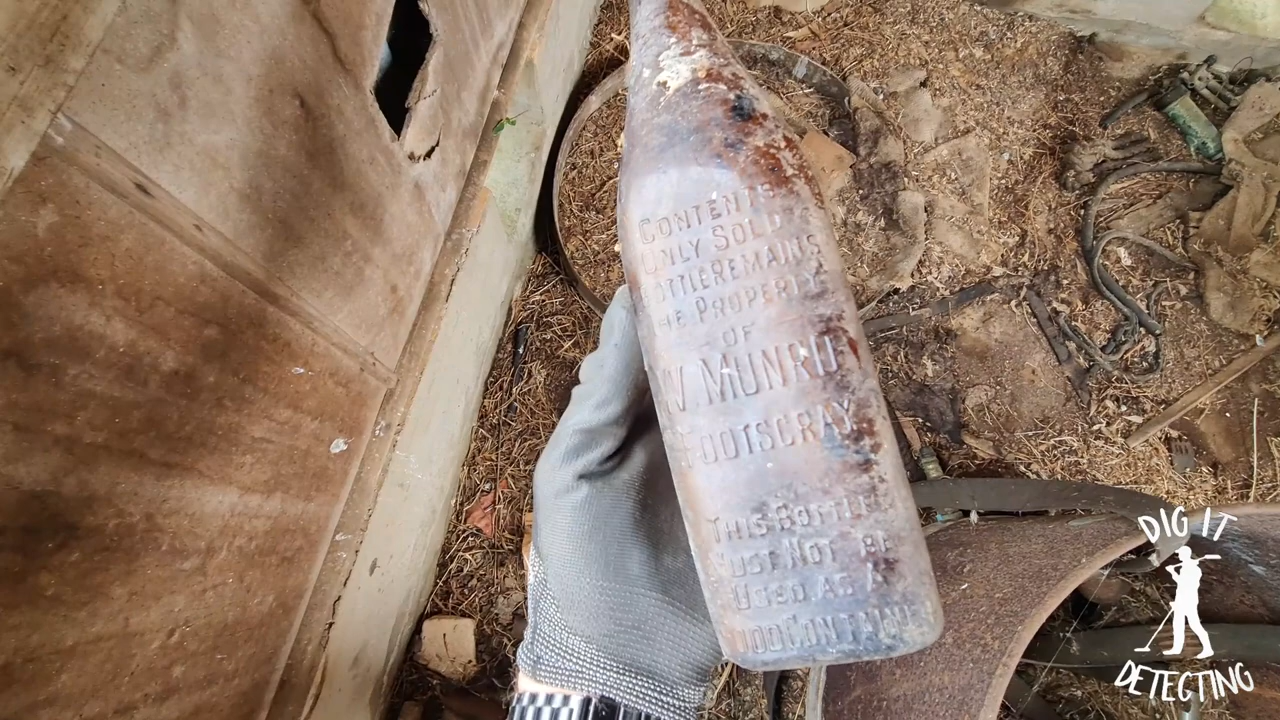 CONTENTS
ONLY SOLD
BOTTLE REMAINS
THE PROPERTY
OF
W MUNRO
FOOTSCRAY
THIS BOTTLE
MUST NOT BE
USED AS A
FOOD CONTAINER
DIG IT
DETECTING